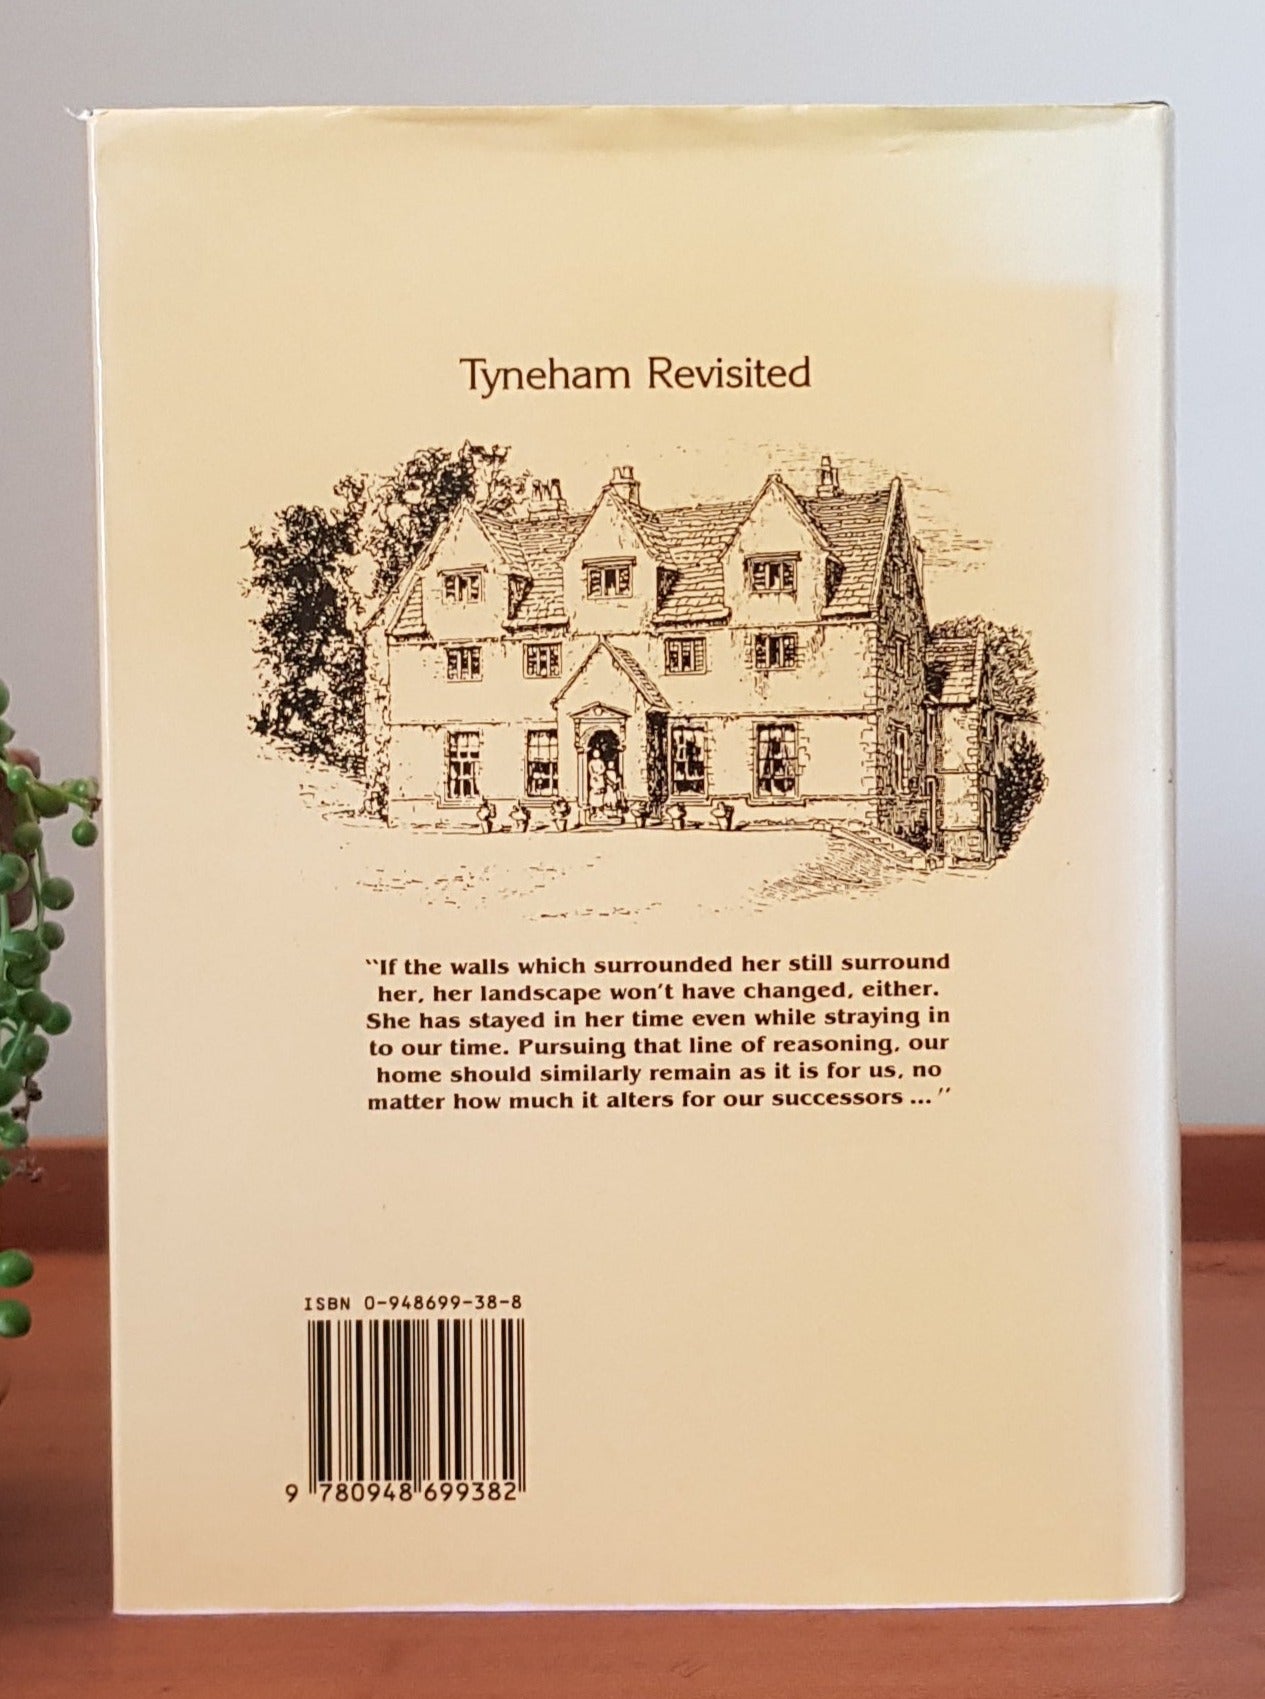 Tyneham Revisited
"If the walls which surrounded her still surround
her, her landscape won't have changed, either.
She has stayed in her time even while straying in
to our time. Pursuing that line of reasoning, our
home should similarly remain as it is for us, no
matter how much it alters for our successors ..."
ISBN 0-948699-38-8
9 780948 699382